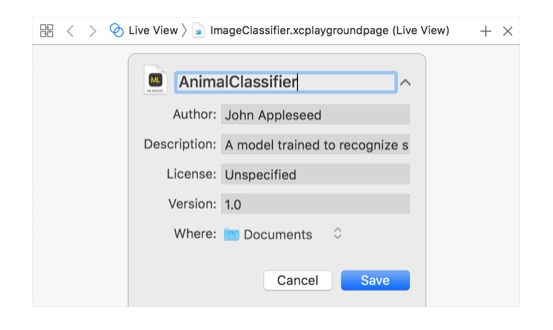 Live View ImageClassifier.xcplaygroundpage (Live View)
ML
AnimalClassifier
Author: John Appleseed
Description: A model trained to recognize s
License: Unspecified
Version: 1.0
Where: Documents
Cancel Save